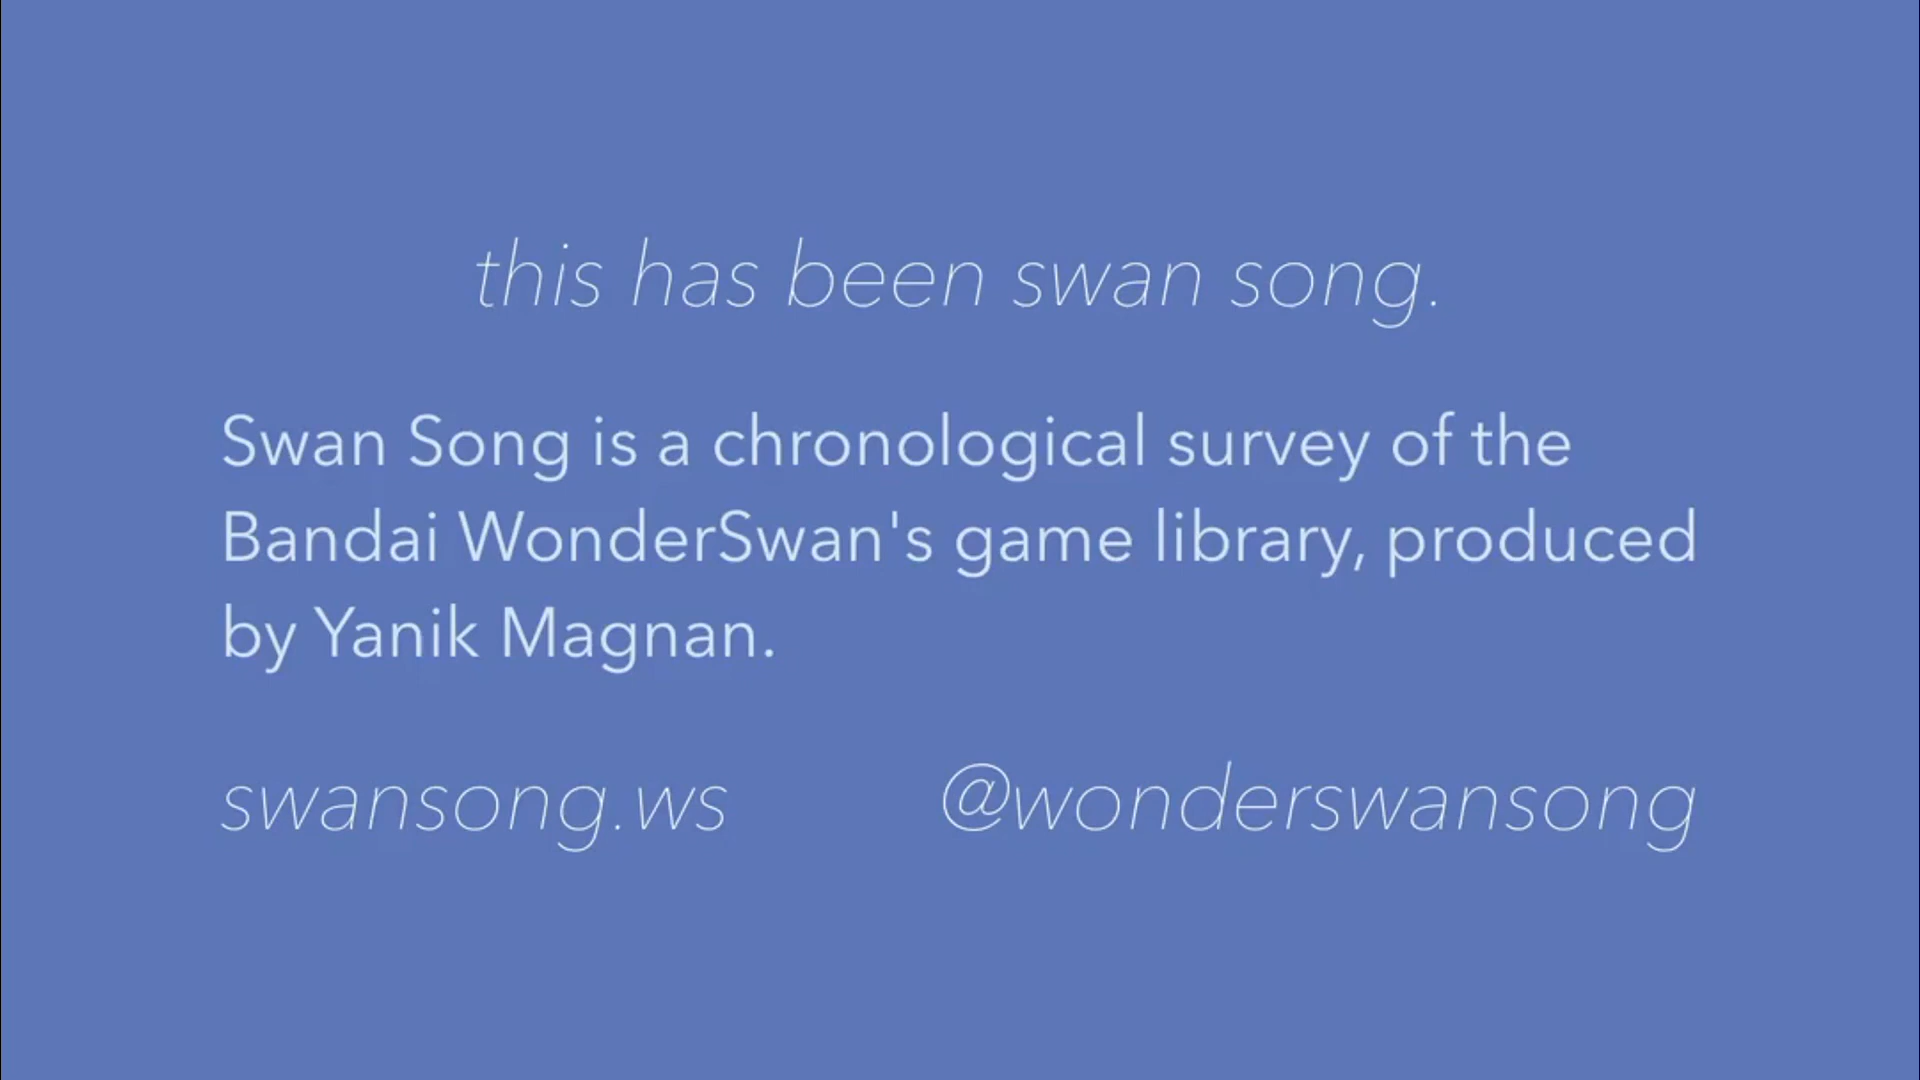 this has been swan song.
Swan Song is a chronological survey of the
Bandai WonderSwan's game library, produced
by Yanik Magnan.
swansong.ws
@wonderswansong